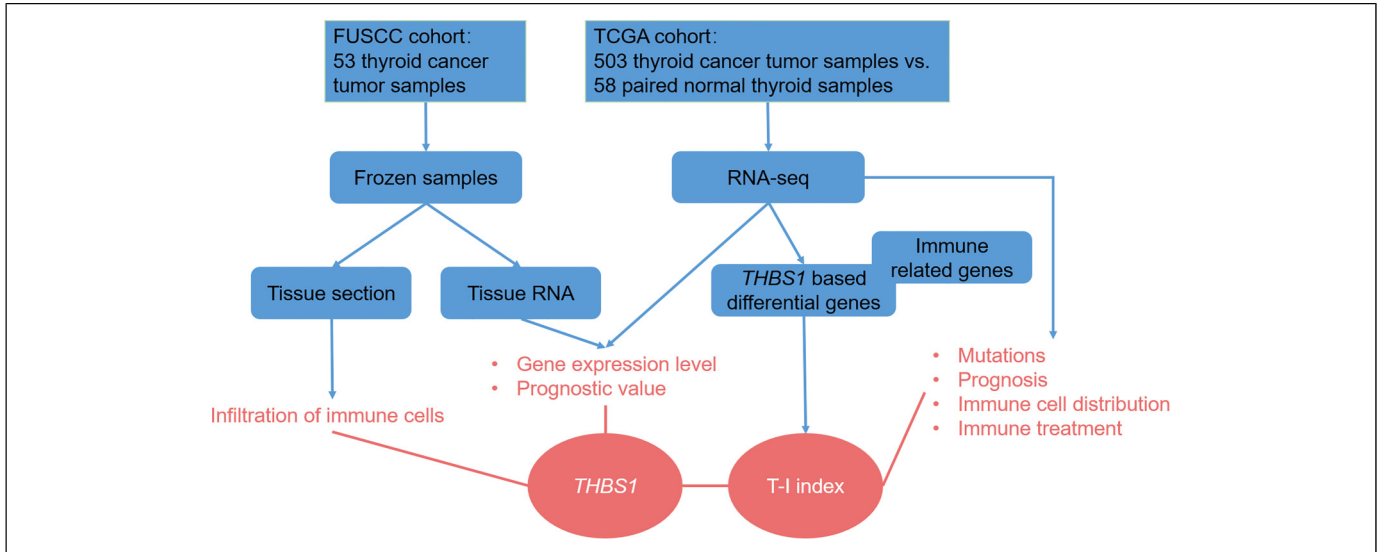 FUSCC cohort:
53 thyroid cancer
tumor samples
TCGA cohort:
503 thyroid cancer tumor samples vs.
58 paired normal thyroid samples
Frozen samples
RNA-seq
Immune
related genes
Tissue section
Tissue RNA
THBS1 based
differential genes
• Gene expression level
• Prognostic value
• Mutations
• Prognosis
• Immune cell distribution
• Immune treatment
Infiltration of immune cells
THBS1
T-I index